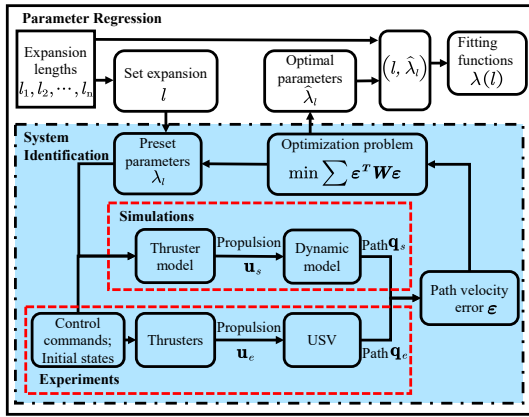 Parameter Regression
Expansion
lengths
l₁, l₂, ⋯, lₙ
Set expansion
l
Optimal
parameters
λ̂ₗ
(l, λ̂ₗ)
Fitting
functions
λ(l)
System
Identification
Preset
parameters
λₗ
Optimization problem
min ∑ εᵀWε
Simulations
Thruster
model
Propulsion
uₛ
Dynamic
model
Path qₛ
Path velocity
error ε
Control
commands;
Initial states
Thrusters
Propulsion
uₑ
USV
Path qₑ
Experiments